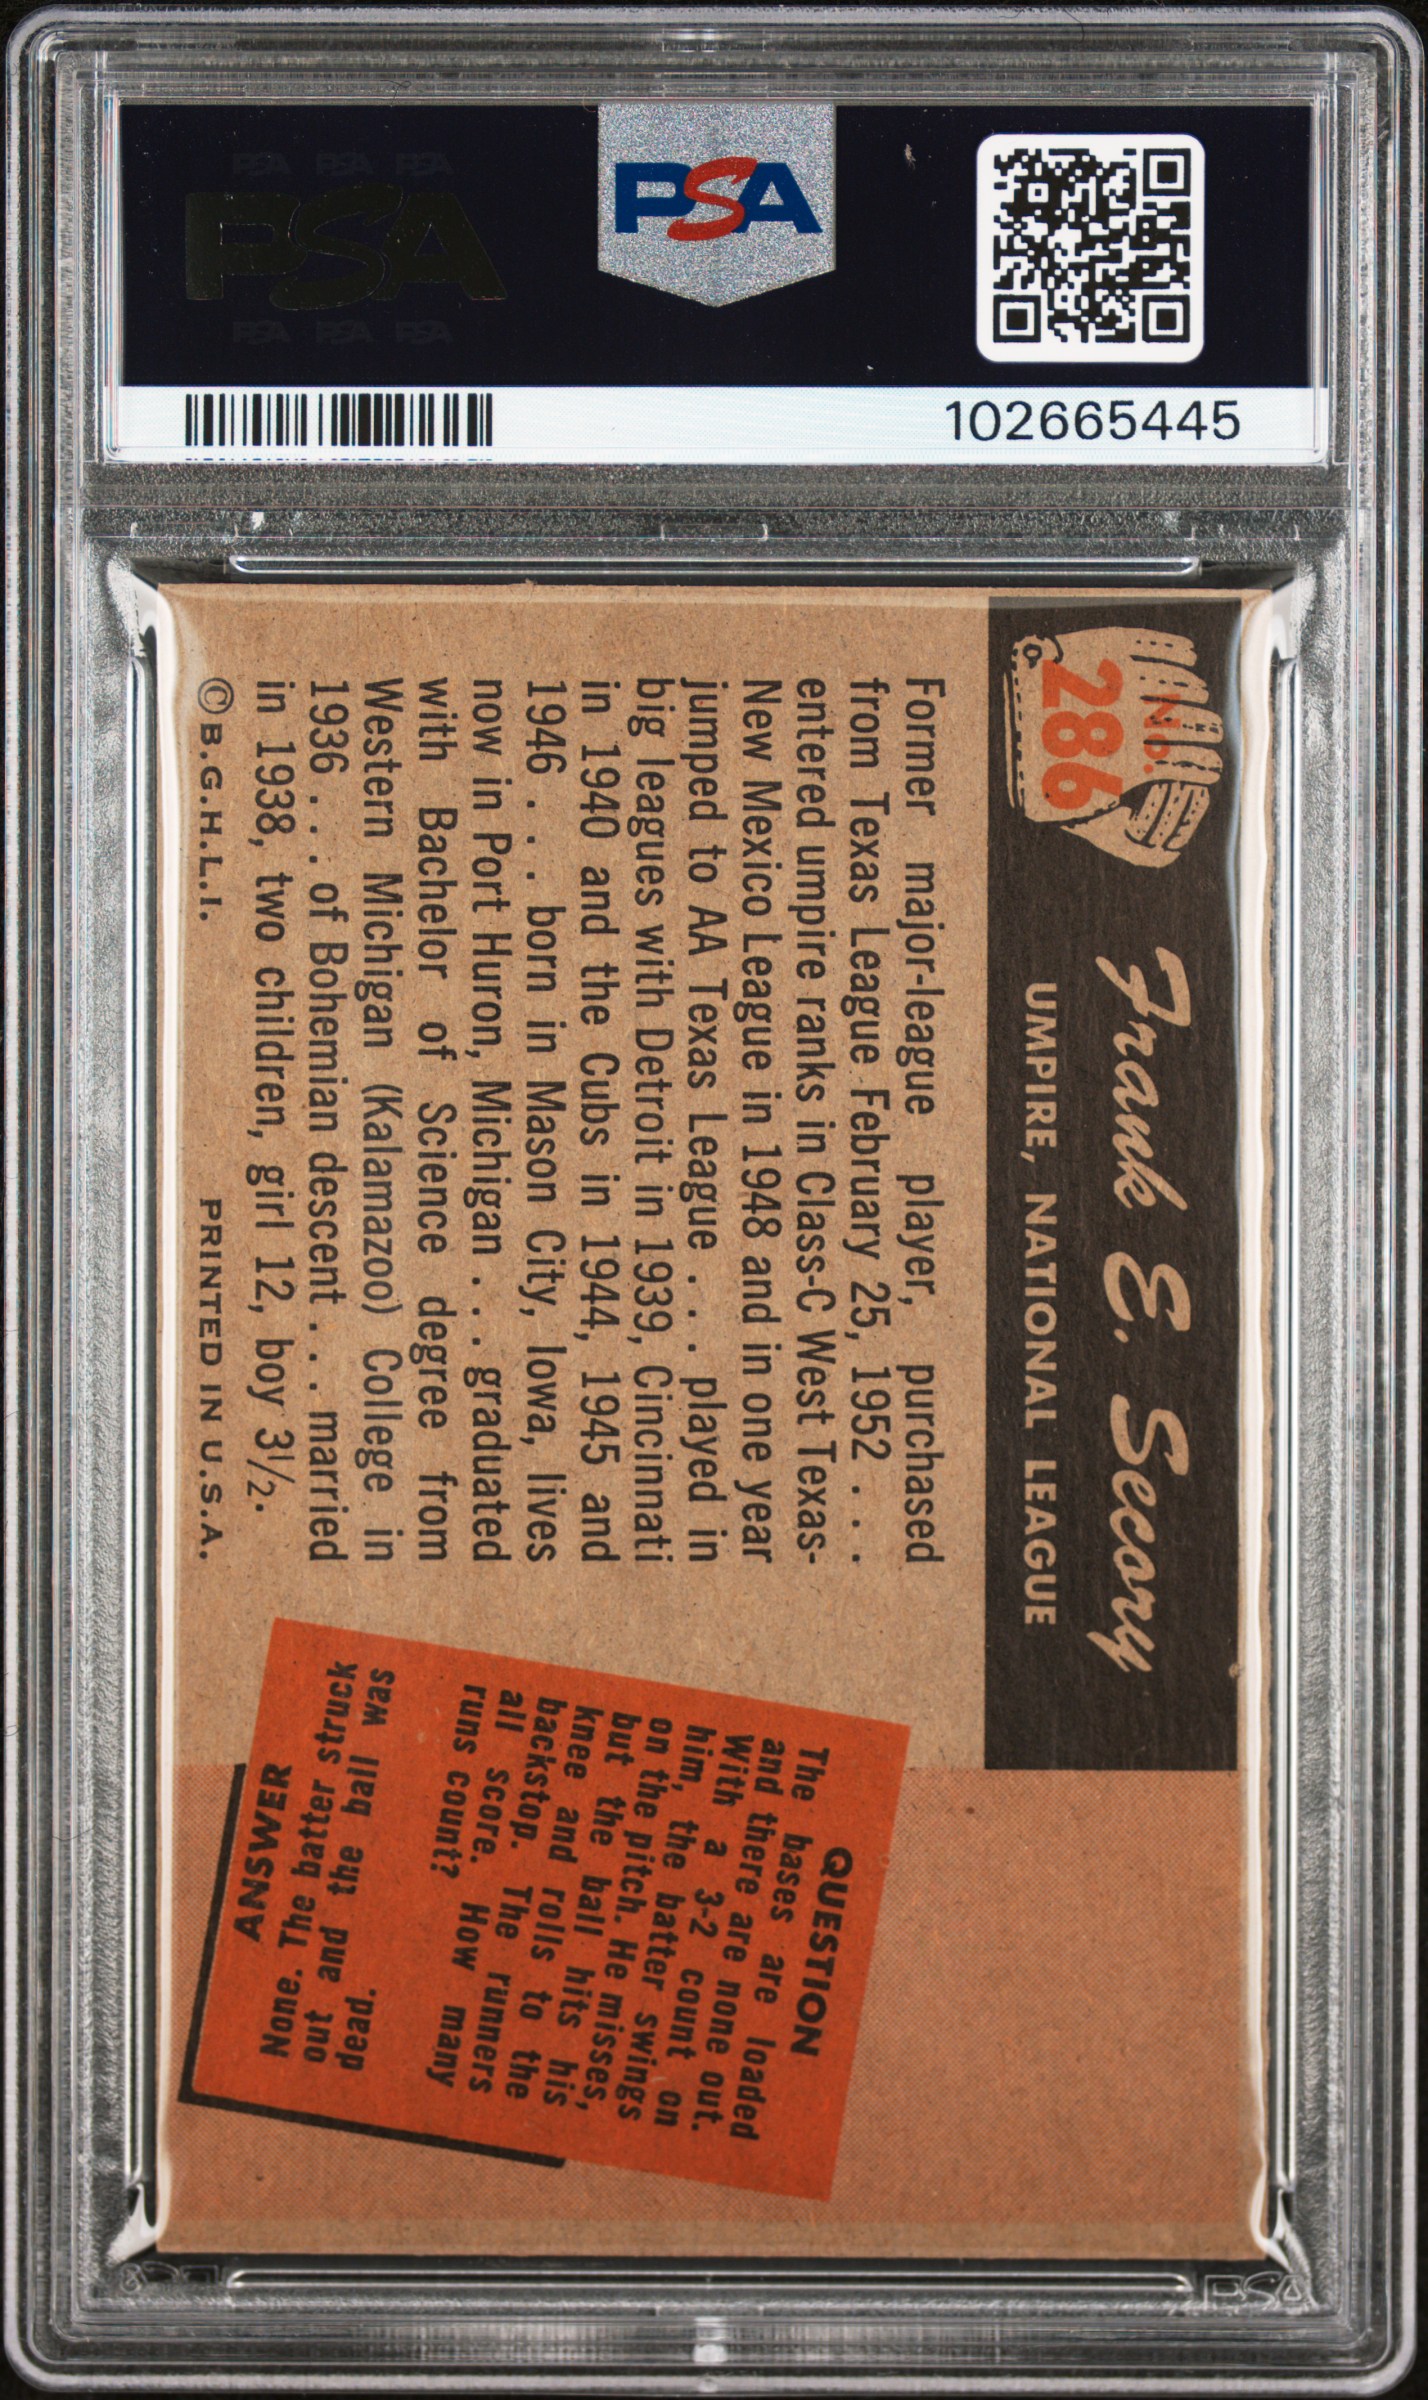 PSA PSA PSA
PSA
PSA PSA PSA
PSA
102665445
No.
286
Frank E. Secory
UMPIRE, NATIONAL LEAGUE
Former major-league player, purchased
from Texas League February 25, 1952 . . .
entered umpire ranks in Class-C West Texas-
New Mexico League in 1948 and in one year
jumped to AA Texas League . . . played in
big leagues with Detroit in 1939, Cincinnati
in 1940 and the Cubs in 1944, 1945 and
1946 . . . born in Mason City, Iowa, lives
now in Port Huron, Michigan . . . graduated
with Bachelor of Science degree from
Western Michigan (Kalamazoo) College in
1936 . . . of Bohemian descent . . . married
in 1938, two children, girl 12, boy 3½.
© B.G.H.L.I. PRINTED IN U.S.A.
QUESTION
The bases are loaded
and there are none out.
With a 3-2 count on
him, the batter swings
on the pitch. He misses,
but the ball hits his
knee and rolls to the
backstop. The runners
all score. How many
runs count?
ANSWER
None. The batter struck
out and the ball was
dead.
PSA